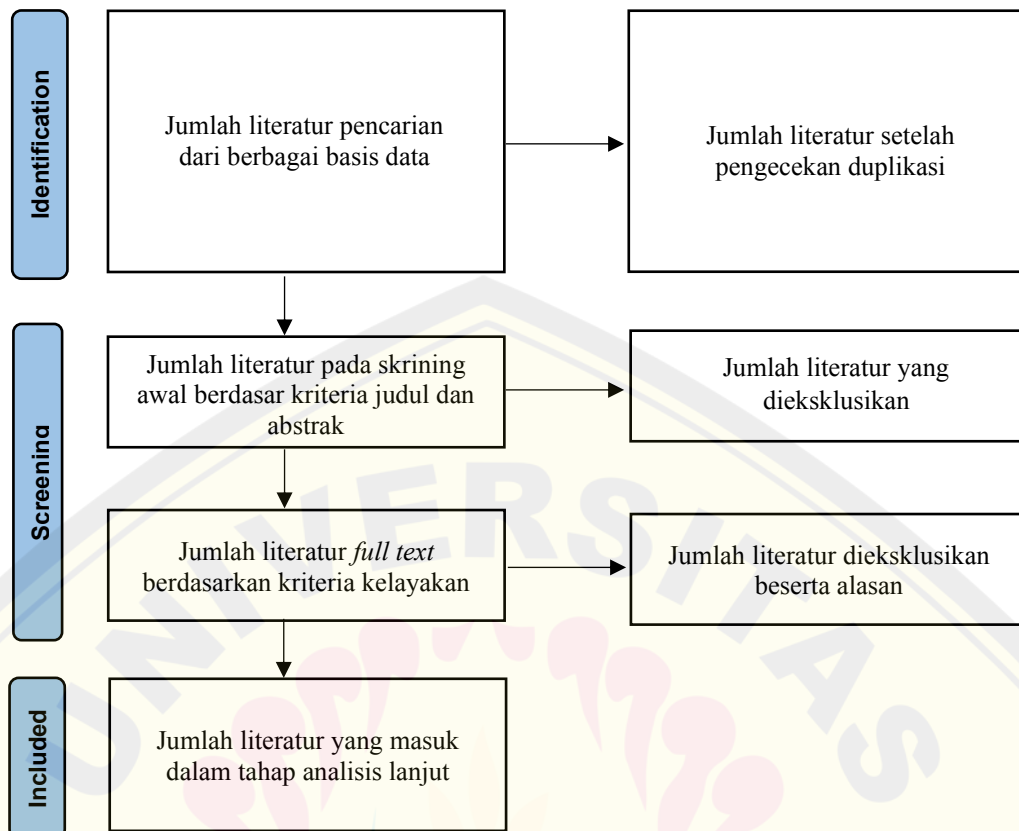 Identification
Jumlah literatur pencarian
dari berbagai basis data
Jumlah literatur setelah
pengecekan duplikasi
Screening
Jumlah literatur pada skrining
awal berdasar kriteria judul dan
abstrak
Jumlah literatur yang
dieksklusikan
Jumlah literatur full text
berdasarkan kriteria kelayakan
Jumlah literatur dieksklusikan
beserta alasan
Included
Jumlah literatur yang masuk
dalam tahap analisis lanjut
UNIVERSITAS